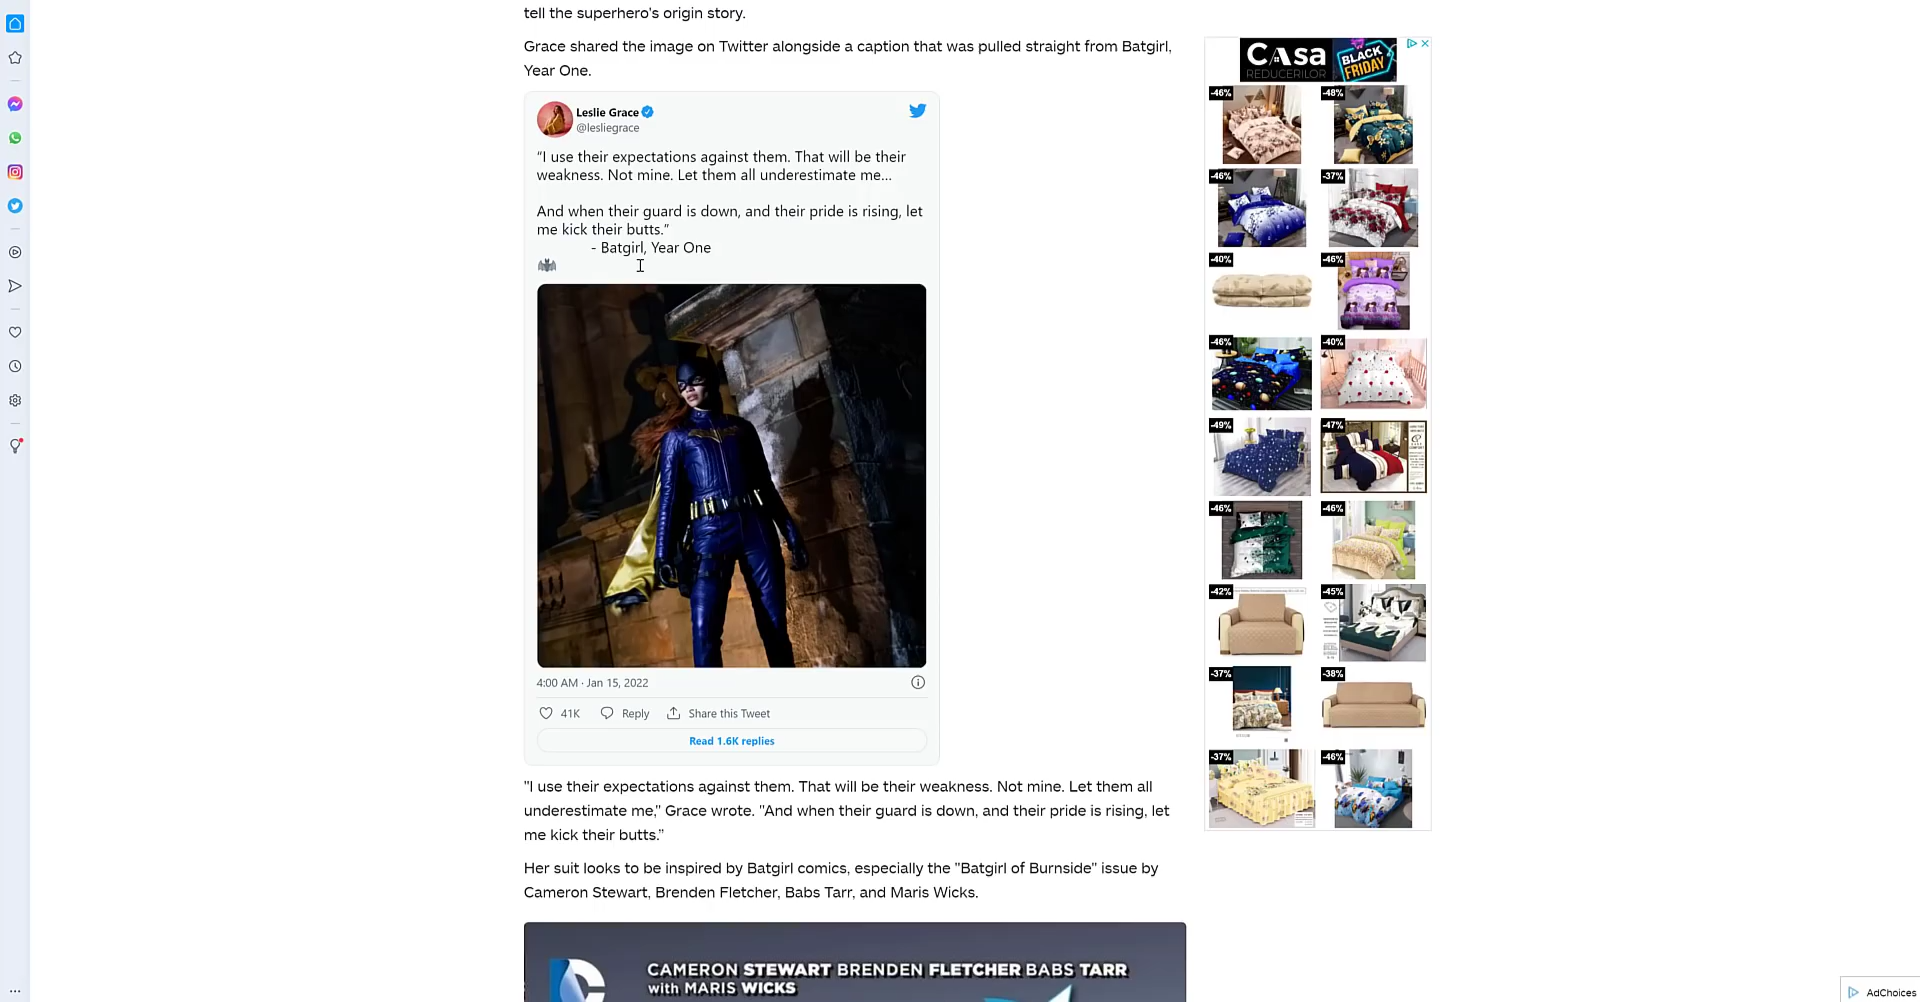 tell the superhero's origin story.
Grace shared the image on Twitter alongside a caption that was pulled straight from Batgirl,
Year One.
Leslie Grace
@lesliegrace
“I use their expectations against them. That will be their
weakness. Not mine. Let them all underestimate me...
And when their guard is down, and their pride is rising, let
me kick their butts.”
- Batgirl, Year One
4:00 AM · Jan 15, 2022
41K Reply Share this Tweet
Read 1.6K replies
"I use their expectations against them. That will be their weakness. Not mine. Let them all
underestimate me," Grace wrote. "And when their guard is down, and their pride is rising, let
me kick their butts.”
Her suit looks to be inspired by Batgirl comics, especially the "Batgirl of Burnside" issue by
Cameron Stewart, Brenden Fletcher, Babs Tarr, and Maris Wicks.
CAMERON STEWART BRENDEN FLETCHER BABS TARR
with MARIS WICKS
CAsa
REDUCERILOR
BLACK
FRIDAY
-46% -48%
-46% -37%
-40% -46%
-46% -40%
-49% -47%
-46% -46%
-42% -45%
-37% -38%
-37% -46%
AdChoices